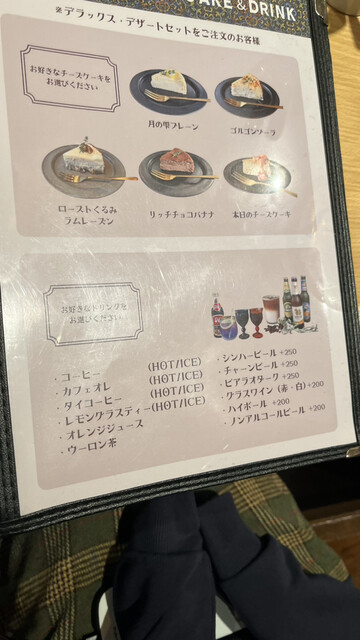 CAKE & DRINK
※デラックス・デザートセットをご注文のお客様
お好きなチーズケーキを
お選びください
月の雫プレーン
ゴルゴンゾーラ
ローストくるみ
ラムレーズン
リッチチョコバナナ
本日のチーズケーキ
お好きなドリンクを
お選びください
・コーヒー (HOT/ICE)
・カフェオレ (HOT/ICE)
・タイコーヒー (HOT/ICE)
・レモングラスティー(HOT/ICE)
・オレンジジュース
・ウーロン茶
・シンハービール +250
・チャーンビール +250
・ビアラオダーク +250
・グラスワイン（赤・白）+200
・ハイボール +200
・ノンアルコールビール +200